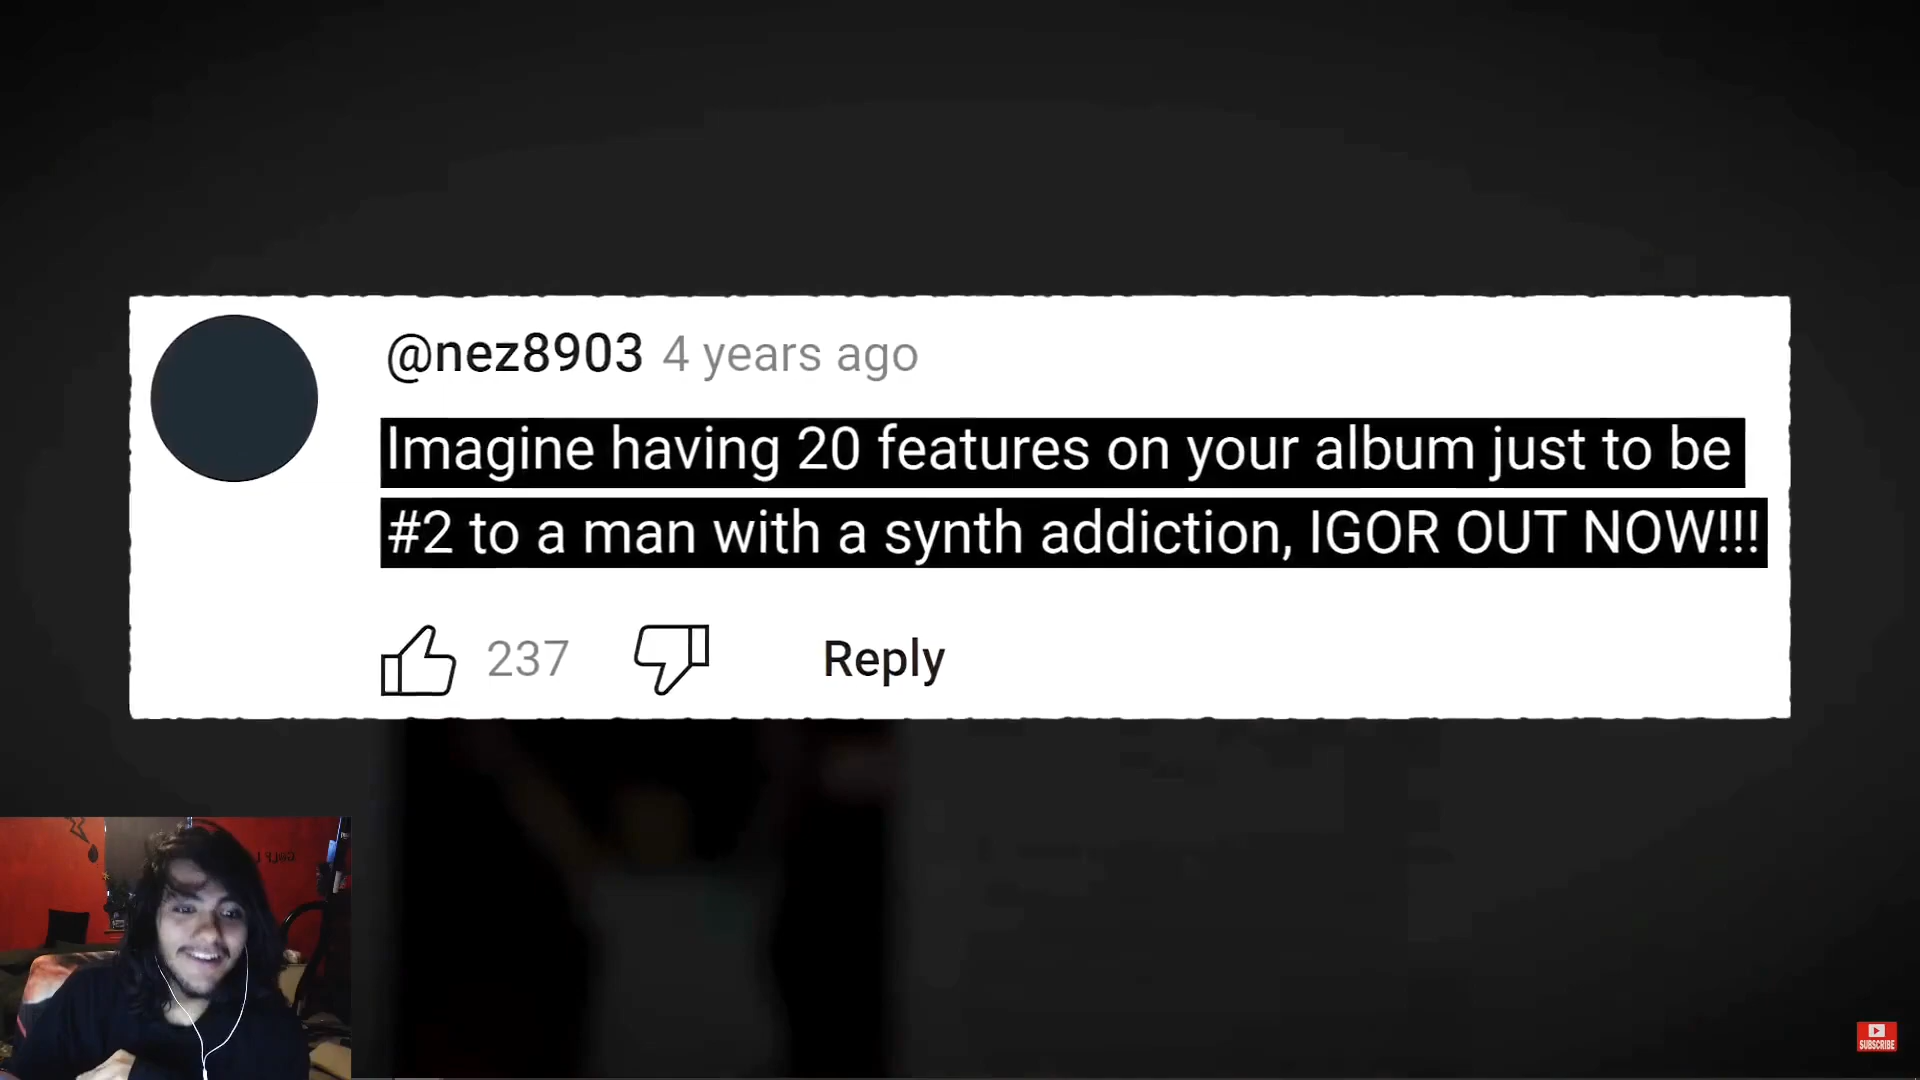 @nez8903 4 years ago
Imagine having 20 features on your album just to be
#2 to a man with a synth addiction, IGOR OUT NOW!!!
237 Reply
SUBSCRIBE